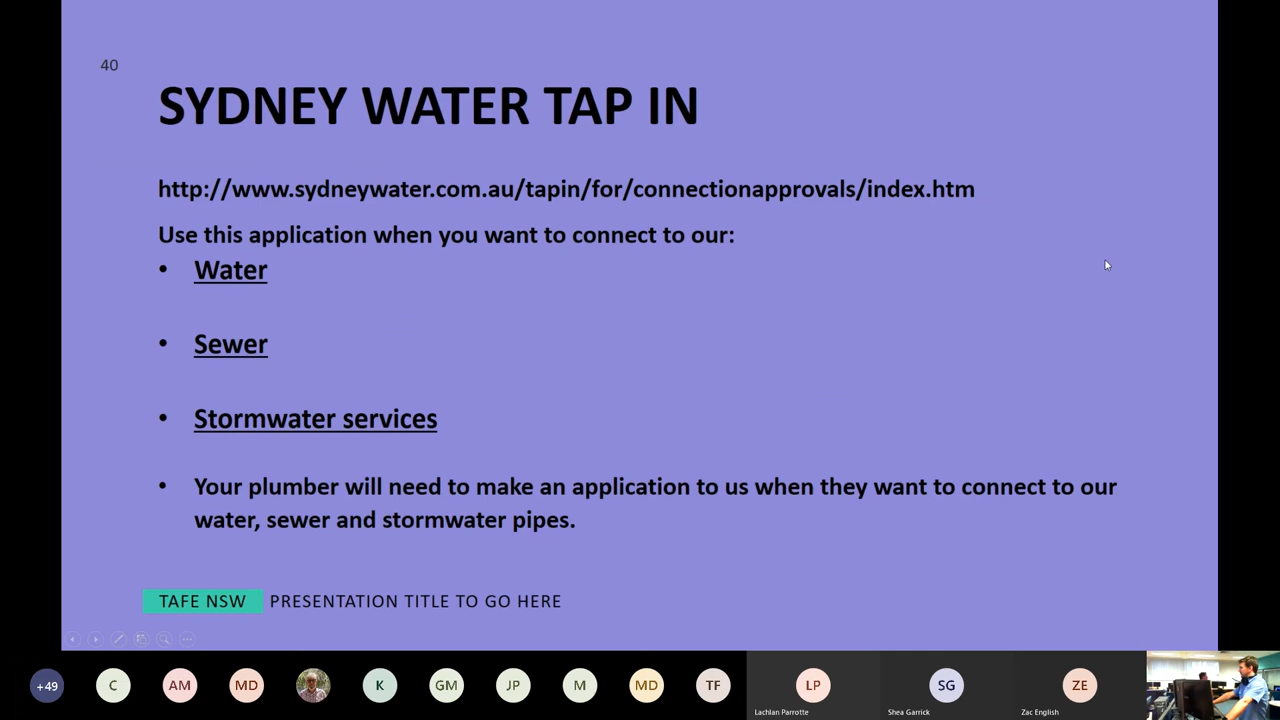 40
SYDNEY WATER TAP IN
http://www.sydneywater.com.au/tapin/for/connectionapprovals/index.htm
Use this application when you want to connect to our:
• Water
• Sewer
• Stormwater services
• Your plumber will need to make an application to us when they want to connect to our
water, sewer and stormwater pipes.
TAFE NSW PRESENTATION TITLE TO GO HERE
+49 C AM MD K GM JP M MD TF LP SG ZE
Lachlan Parrotte Shea Garrick Zac English